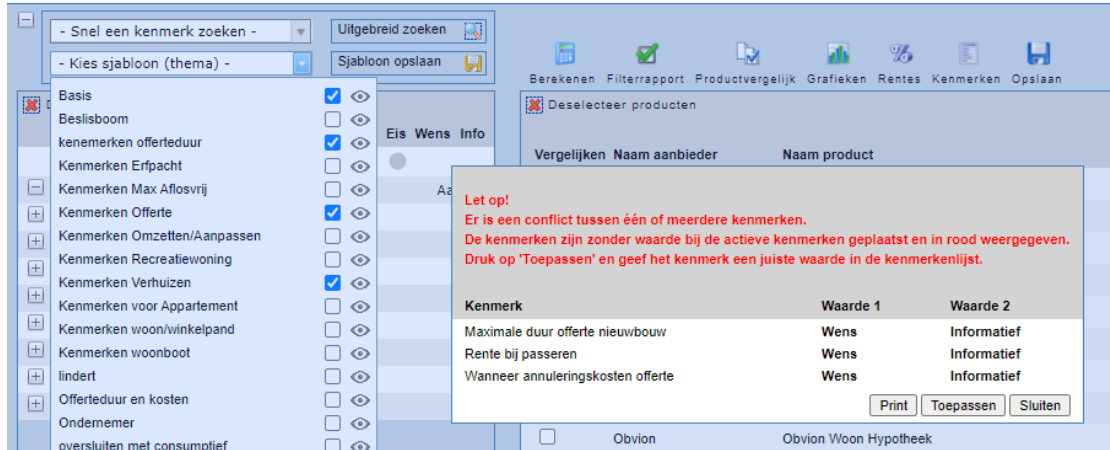 - Snel een kenmerk zoeken -
Uitgebreid zoeken
- Kies sjabloon (thema) -
Sjabloon opslaan
Berekenen Filterrapport Productvergelijk Grafieken Rentes Kenmerken Opslaan
Basis
Beslisboom
kenemerken offerteduur
Kenmerken Erfpacht
Kenmerken Max Aflosvrij
Kenmerken Offerte
Kenmerken Omzetten/Aanpassen
Kenmerken Recreatiewoning
Kenmerken Verhuizen
Kenmerken voor Appartement
Kenmerken woon/winkelpand
Kenmerken woonboot
lindert
Offerteduur en kosten
Ondernemer
oversluiten met consumptief
Eis Wens Info
Deselecteer producten
Vergelijken Naam aanbieder Naam product
Let op!
Er is een conflict tussen één of meerdere kenmerken.
De kenmerken zijn zonder waarde bij de actieve kenmerken geplaatst en in rood weergegeven.
Druk op 'Toepassen' en geef het kenmerk een juiste waarde in de kenmerkenlijst.
Kenmerk Waarde 1 Waarde 2
Maximale duur offerte nieuwbouw Wens Informatief
Rente bij passeren Wens Informatief
Wanneer annuleringskosten offerte Wens Informatief
Print Toepassen Sluiten
Obvion Obvion Woon Hypotheek